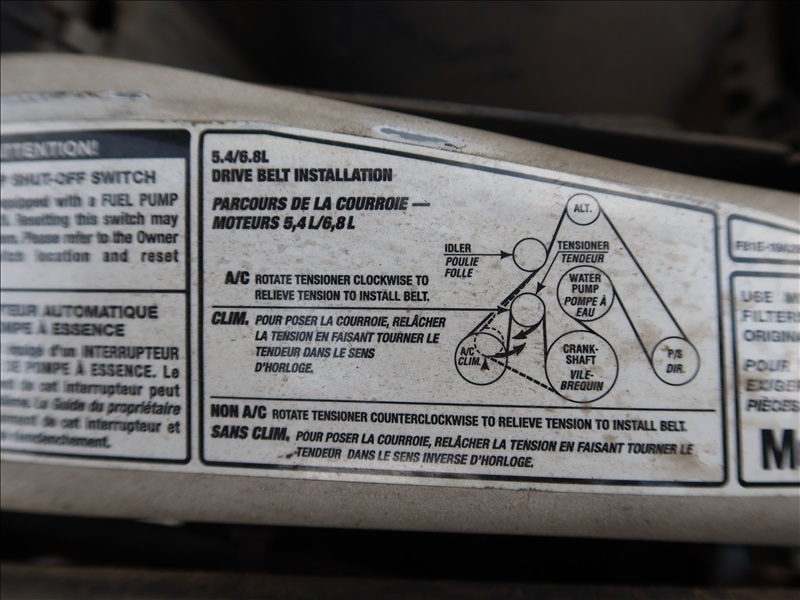 ATTENTION!
SHUT-OFF SWITCH
equipped with a FUEL PUMP
Resetting this switch may
Please refer to the Owner
location and reset
AUTOMATIQUE
À ESSENCE
d'un INTERRUPTEUR
DE POMPE À ESSENCE. Le
de cet interrupteur peut
La Guide du propriétaire
de cet interrupteur et
5.4/6.8L
DRIVE BELT INSTALLATION
PARCOURS DE LA COURROIE —
MOTEURS 5,4 L/6,8 L
A/C ROTATE TENSIONER CLOCKWISE TO
RELIEVE TENSION TO INSTALL BELT.
CLIM. POUR POSER LA COURROIE, RELÂCHER
LA TENSION EN FAISANT TOURNER LE
TENDEUR DANS LE SENS
D'HORLOGE.
ALT.
IDLER
POULIE
FOLLE
TENSIONER
TENDEUR
WATER
PUMP
POMPE À
EAU
A/C
CLIM.
CRANK-
SHAFT
VILE-
BREQUIN
P/S
DIR.
NON A/C ROTATE TENSIONER COUNTERCLOCKWISE TO RELIEVE TENSION TO INSTALL BELT.
SANS CLIM. POUR POSER LA COURROIE, RELÂCHER LA TENSION EN FAISANT TOURNER LE
TENDEUR DANS LE SENS INVERSE D'HORLOGE.
USE
FILTER
ORIGIN
POUR
EXIGE
PIÈCES
M